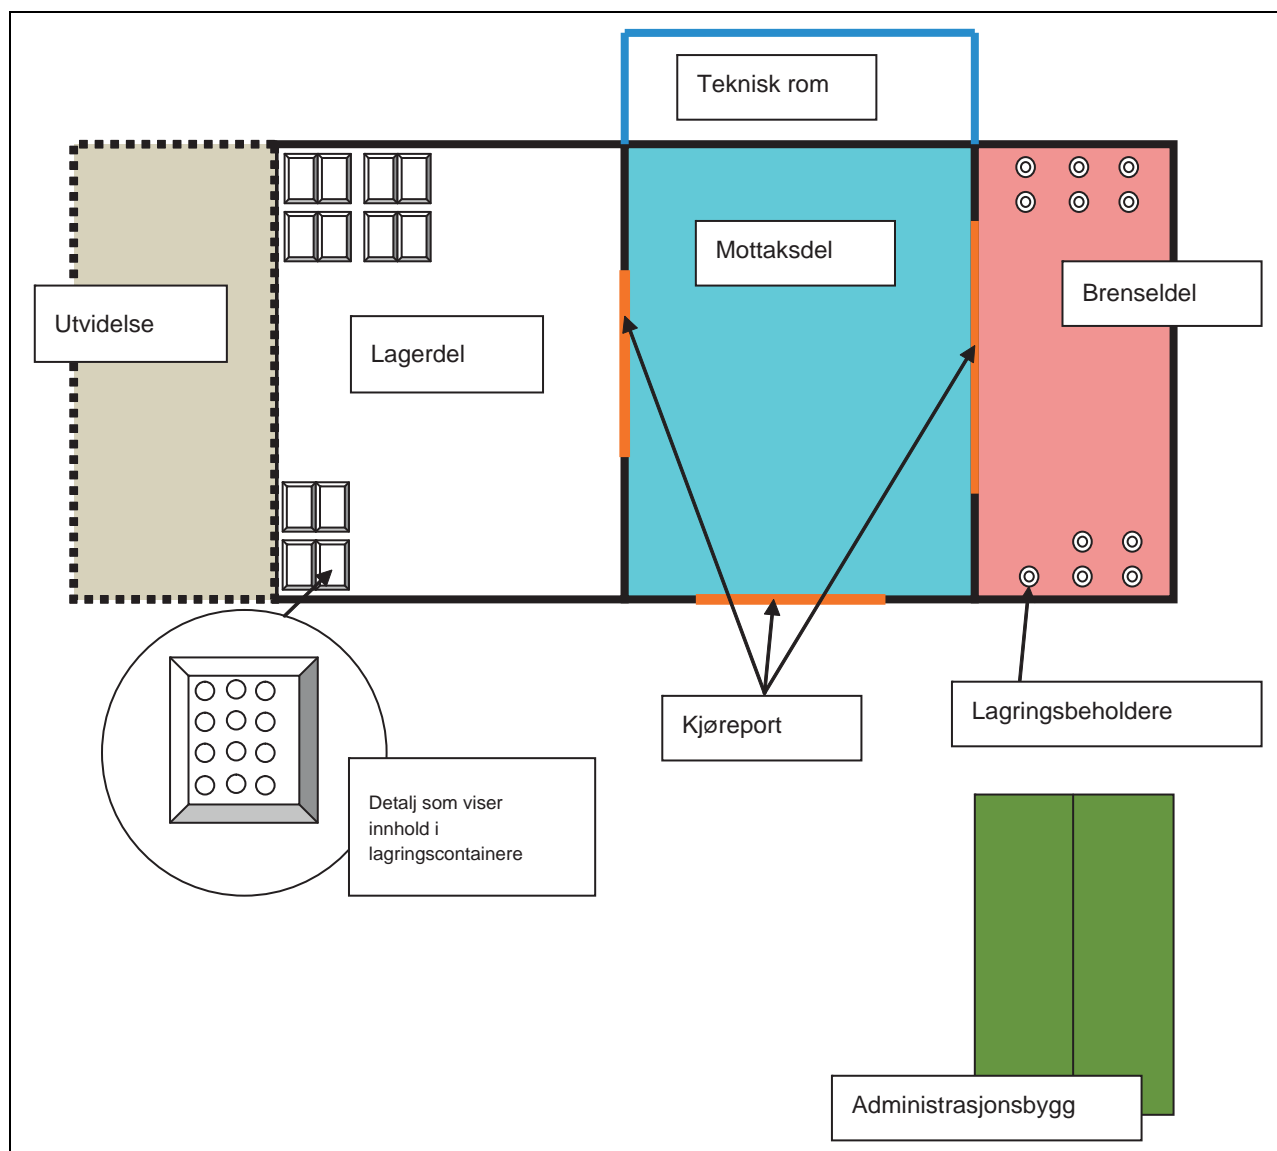 Teknisk rom
Mottaksdel
Brenseldel
Utvidelse
Lagerdel
Kjøreport
Lagringsbeholdere
Detalj som viser
innhold i
lagringscontainere
Administrasjonsbygg